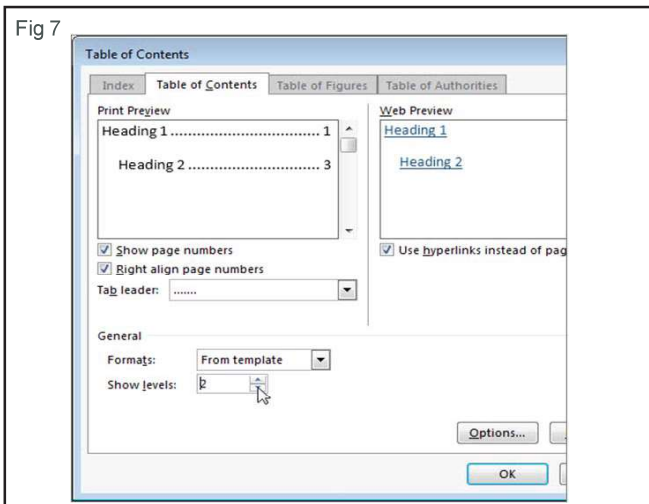 Fig 7
Table of Contents
Index Table of Contents Table of Figures Table of Authorities
Print Preview
Heading 1 .................................. 1
Heading 2 .............................. 3
Web Preview
Heading 1
Heading 2
Show page numbers
Right align page numbers
Tab leader: .......
Use hyperlinks instead of pag
General
Formats: From template
Show levels: 2
Options...
OK